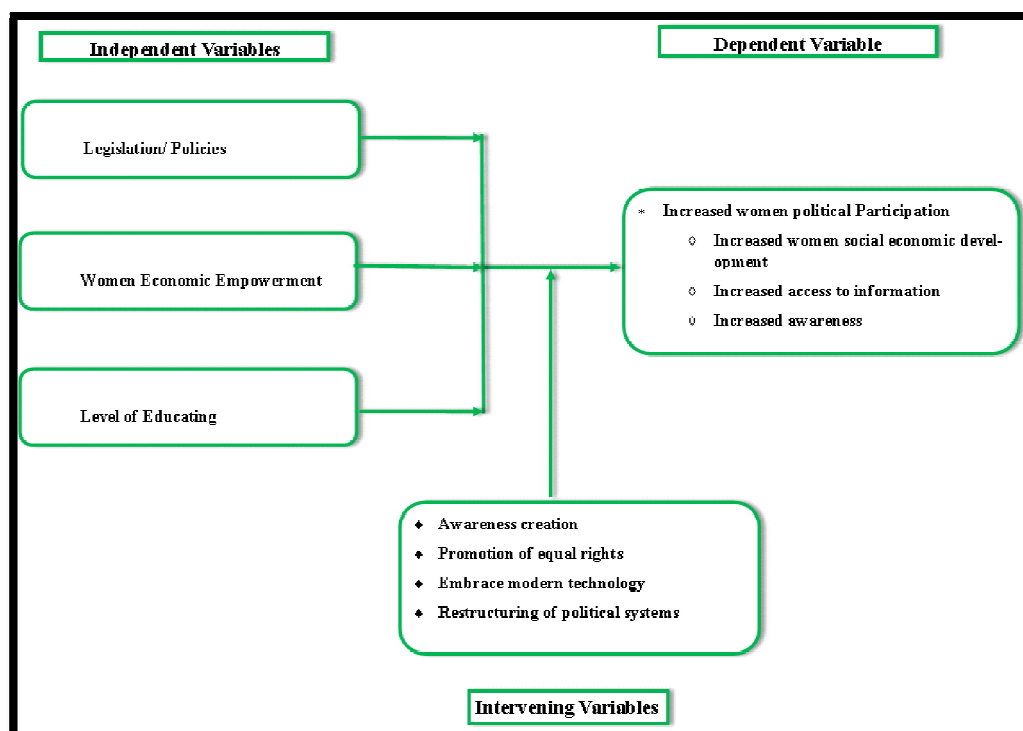 Independent Variables
Dependent Variable
Legislation/ Policies
Women Economic Empowerment
Level of Educating
* Increased women political Participation
o Increased women social economic devel-
opment
o Increased access to information
o Increased awareness
◆ Awareness creation
◆ Promotion of equal rights
◆ Embrace modern technology
◆ Restructuring of political systems
Intervening Variables